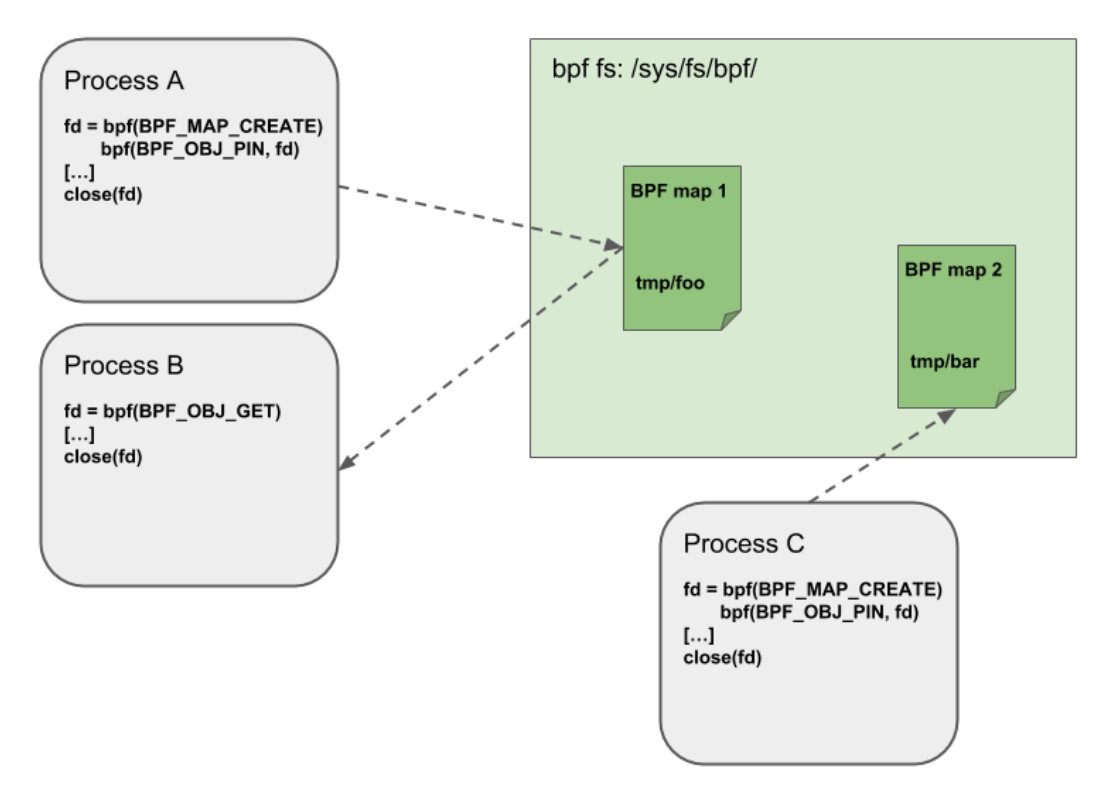 Process A
fd = bpf(BPF_MAP_CREATE)
bpf(BPF_OBJ_PIN, fd)
[…]
close(fd)
Process B
fd = bpf(BPF_OBJ_GET)
[…]
close(fd)
bpf fs: /sys/fs/bpf/
BPF map 1
tmp/foo
BPF map 2
tmp/bar
Process C
fd = bpf(BPF_MAP_CREATE)
bpf(BPF_OBJ_PIN, fd)
[…]
close(fd)